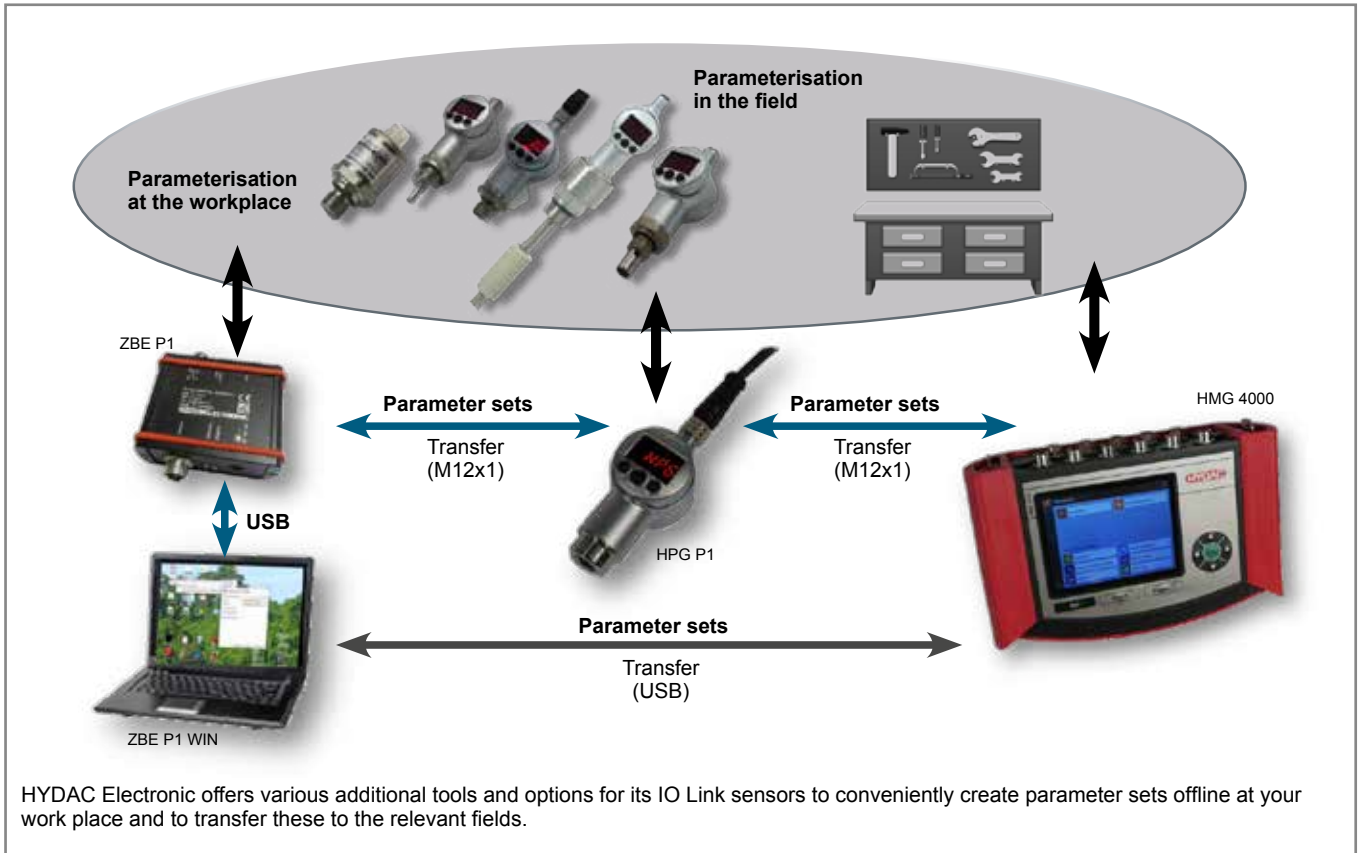 Parameterisation
in the field
Parameterisation
at the workplace
ZBE P1
Parameter sets
Transfer
(M12x1)
Parameter sets
Transfer
(M12x1)
HMG 4000
USB
HPS
HPG P1
HYDAC
Parameter sets
Transfer
(USB)
ZBE P1 WIN
HYDAC Electronic offers various additional tools and options for its IO Link sensors to conveniently create parameter sets offline at your
work place and to transfer these to the relevant fields.